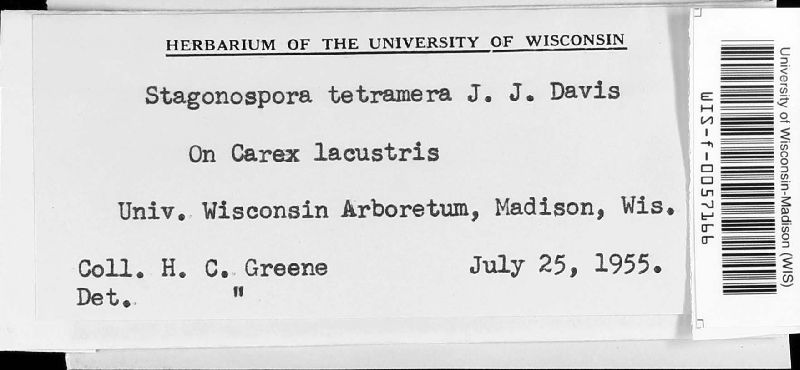 HERBARIUM OF THE UNIVERSITY OF WISCONSIN
Stagonospora tetramera J. J. Davis
On Carex lacustris
Univ. Wisconsin Arboretum, Madison, Wis.
Coll. H. C. Greene July 25, 1955.
Det. "
University of Wisconsin-Madison (WIS)
WIS-f-0057166